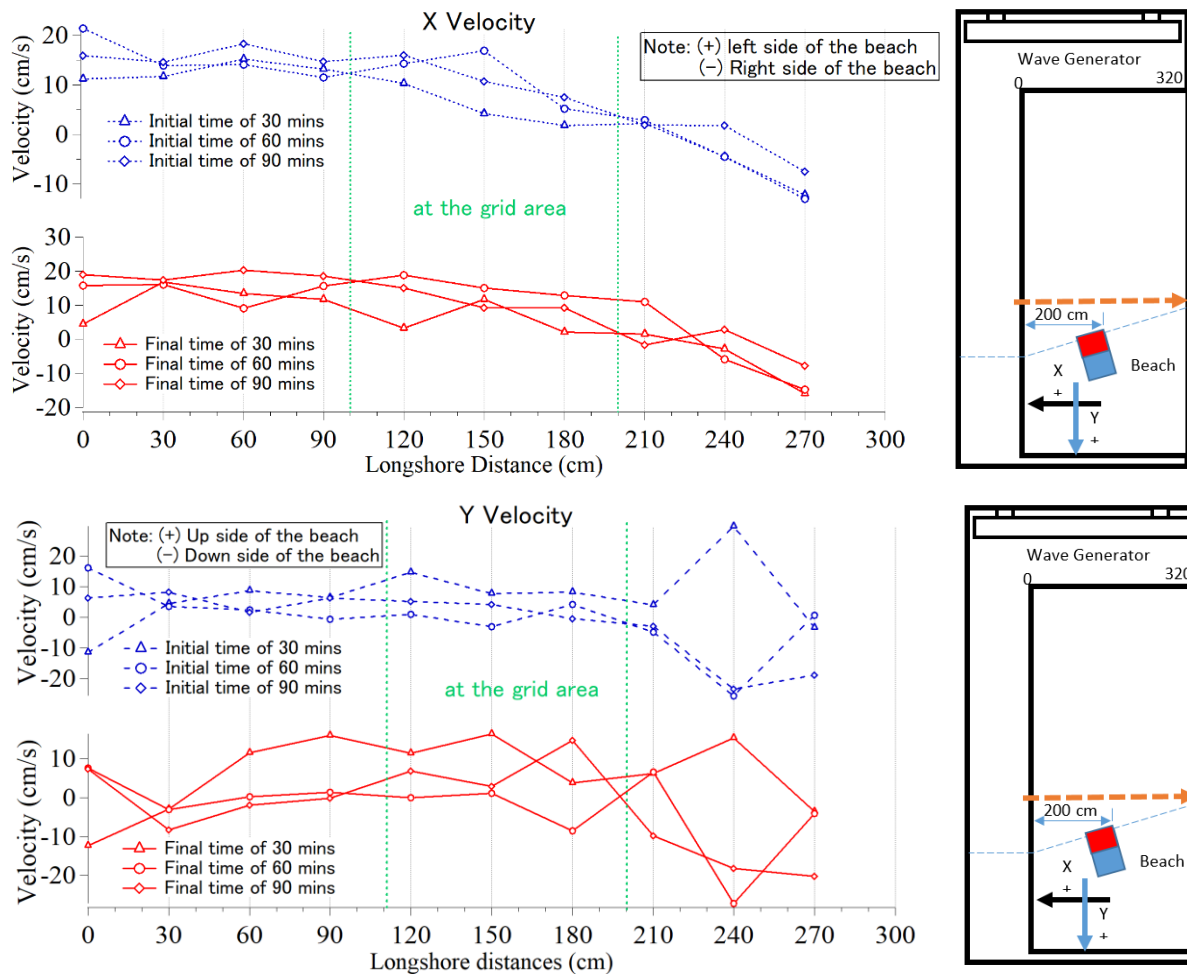 X Velocity
Velocity (cm/s)
20
10
0
-10
Note: (+) left side of the beach
(-) Right side of the beach
Initial time of 30 mins
Initial time of 60 mins
Initial time of 90 mins
at the grid area
Velocity (cm/s)
30
20
10
0
-10
-20
Final time of 30 mins
Final time of 60 mins
Final time of 90 mins
0 30 60 90 120 150 180 210 240 270 300
Longshore Distance (cm)
Wave Generator
0 320
200 cm
Beach
X
+
Y
+
Y Velocity
Velocity (cm/s)
20
10
0
-10
-20
Note: (+) Up side of the beach
(-) Down side of the beach
Initial time of 30 mins
Initial time of 60 mins
Initial time of 90 mins
at the grid area
Velocity (cm/s)
10
0
-10
-20
Final time of 30 mins
Final time of 60 mins
Final time of 90 mins
0 30 60 90 120 150 180 210 240 270 300
Longshore distances (cm)
Wave Generator
0 320
200 cm
Beach
X
+
Y
+